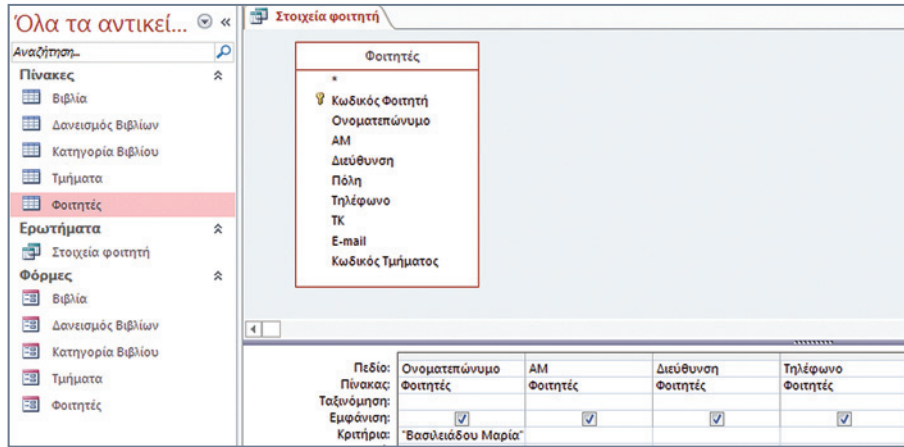 Όλα τα αντικεί...
Αναζήτηση...
Πίνακες
Βιβλία
Δανεισμός Βιβλίων
Κατηγορία Βιβλίου
Τμήματα
Φοιτητές
Ερωτήματα
Στοιχεία φοιτητή
Φόρμες
Βιβλία
Δανεισμός Βιβλίων
Κατηγορία Βιβλίου
Τμήματα
Φοιτητές
Στοιχεία φοιτητή
Φοιτητές
*
Κωδικός Φοιτητή
Ονοματεπώνυμο
ΑΜ
Διεύθυνση
Πόλη
Τηλέφωνο
ΤΚ
E-mail
Κωδικός Τμήματος
Πεδίο: Ονοματεπώνυμο ΑΜ Διεύθυνση Τηλέφωνο
Πίνακας: Φοιτητές Φοιτητές Φοιτητές Φοιτητές
Ταξινόμηση:
Εμφάνιση:
Κριτήρια: "Βασιλειάδου Μαρία"